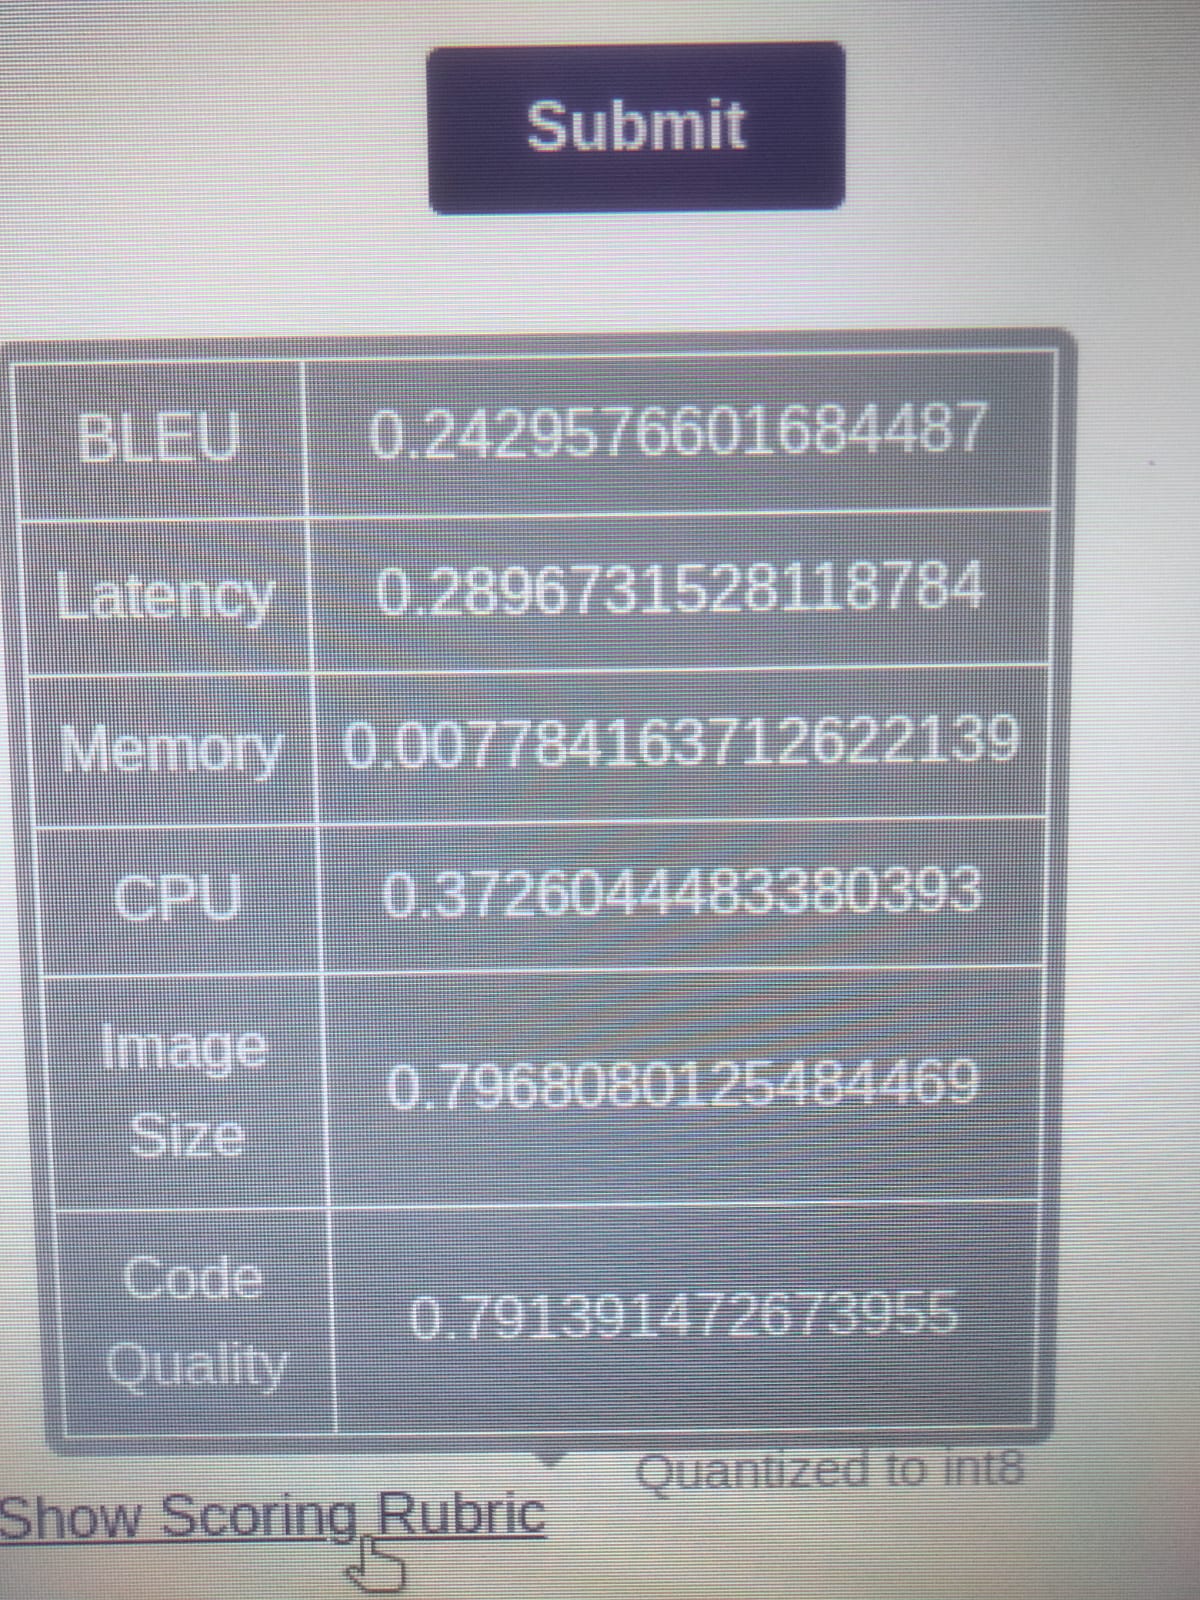 Submit
BLEU 0.2429576601684487
Latency 0.2896731528118784
Memory 0.007784163712622139
CPU 0.3726044483380393
Image
Size
0.7968080125484469
Code
Quality
0.791391472673955
Quantized to int8
Show Scoring Rubric